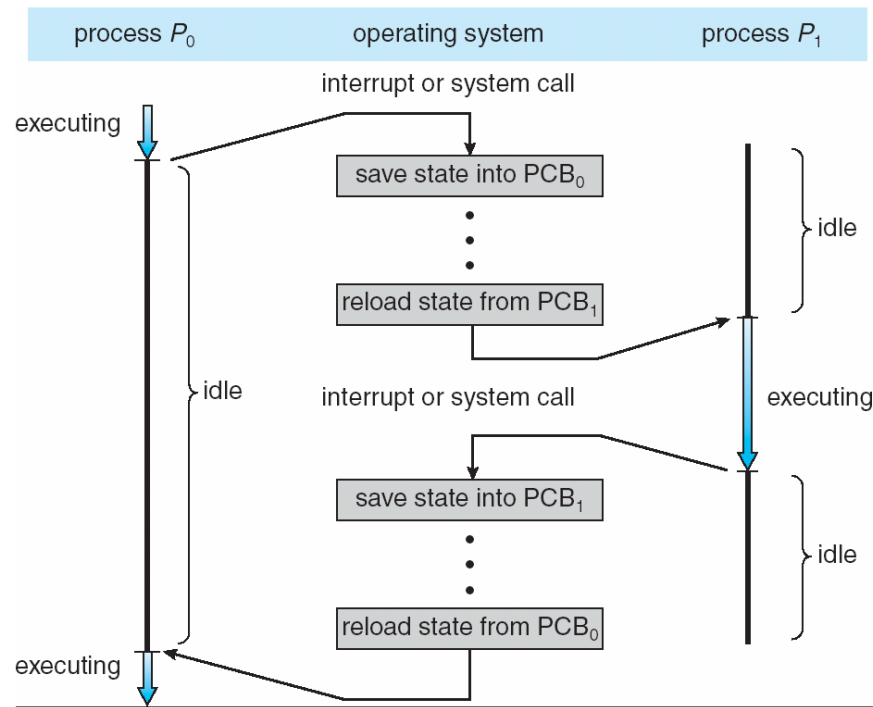 process P₀ operating system process P₁
interrupt or system call
executing
save state into PCB₀
idle
reload state from PCB₁
idle
interrupt or system call
executing
save state into PCB₁
idle
reload state from PCB₀
executing